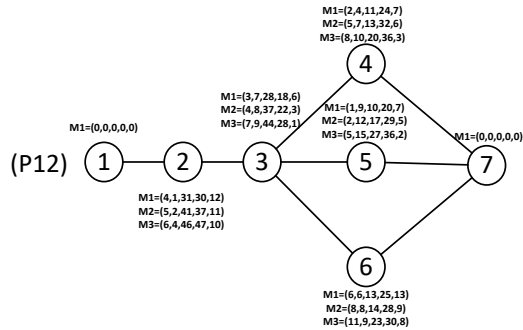 M1=(2,4,11,24,7)
M2=(5,7,13,32,6)
M3=(8,10,20,36,3)
4
M1=(3,7,28,18,6)
M2=(4,8,37,22,3)
M3=(7,9,44,28,1)
M1=(1,9,10,20,7)
M2=(2,12,17,29,5)
M3=(5,15,27,36,2)
M1=(0,0,0,0,0)
M1=(0,0,0,0,0)
(P12) 1 2 3 5 7
M1=(4,1,31,30,12)
M2=(5,2,41,37,11)
M3=(6,4,46,47,10)
6
M1=(6,6,13,25,13)
M2=(8,8,14,28,9)
M3=(11,9,23,30,8)